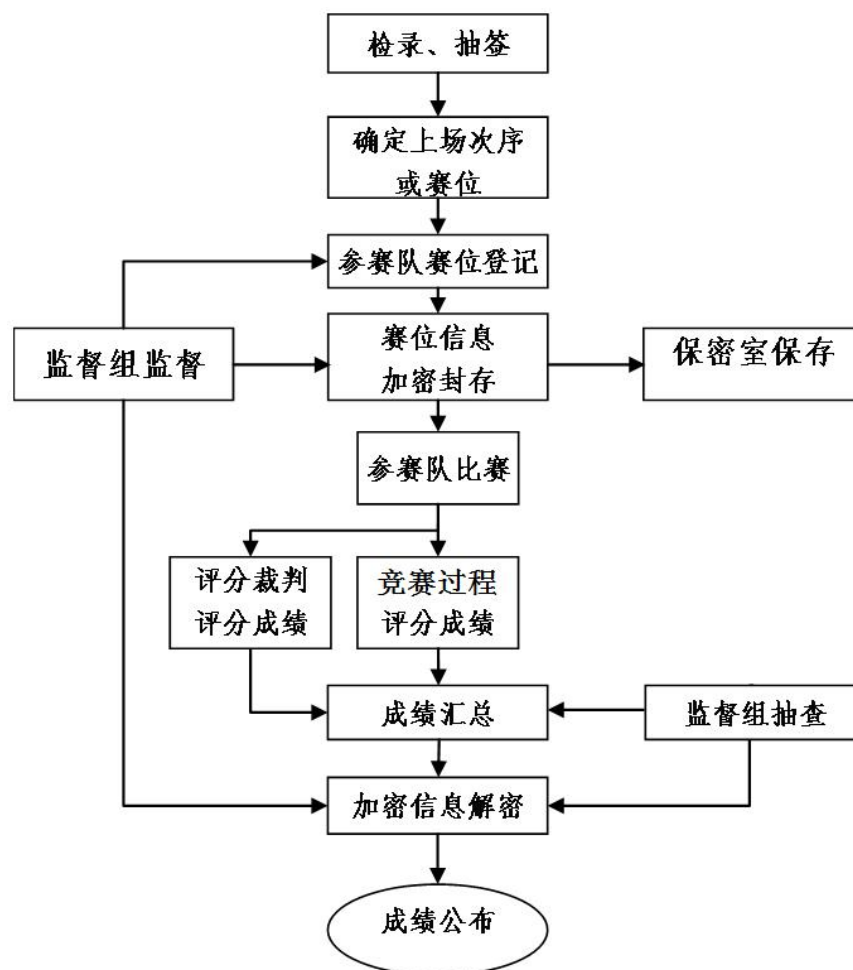 检录、抽签
确定上场次序
或赛位
参赛队赛位登记
监督组监督
赛位信息
加密封存
保密室保存
参赛队比赛
评分裁判
评分成绩
竞赛过程
评分成绩
成绩汇总
监督组抽查
加密信息解密
成绩公布